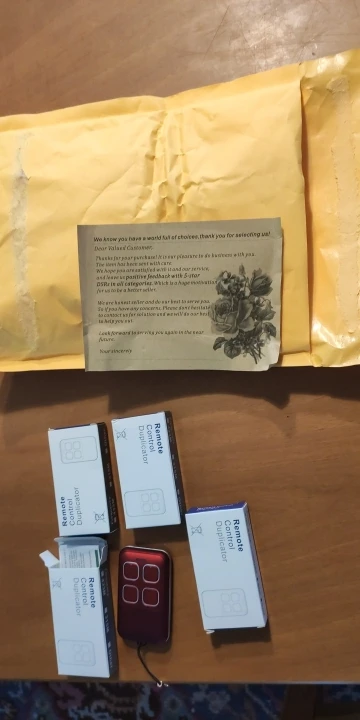 We know you have a world full of choices; thank you for selecting us!
Dear Valued Customer,
Thanks for your purchase! It is our pleasure to do business with you.
The item has been sent with care.
We hope you are satisfied with it and our service,
and leave us positive feedback with 5-star
DSRs in all categories. Which is a huge motivation
for us to be a better seller.
We are honest seller and do our best to serve you.
So if you have any concerns, Please don't hesitate
to contact us for solution and we will do our best
to help you out.
Look forward to serving you again in the near
future.
Your sincerely
Remote
Control
Duplicator
Remote
Control
Duplicator
Remote
Control
Duplicator
Remote
Control
Duplicator